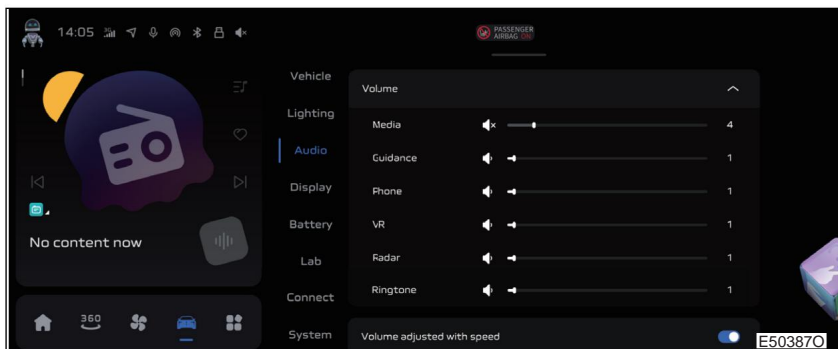 14:05 3G
PASSENGER
AIRBAG ON
No content now
360
Vehicle
Lighting
Audio
Display
Battery
Lab
Connect
System
Volume
Media 4
Guidance 1
Phone 1
VR 1
Radar 1
Ringtone 1
Volume adjusted with speed
E50387O